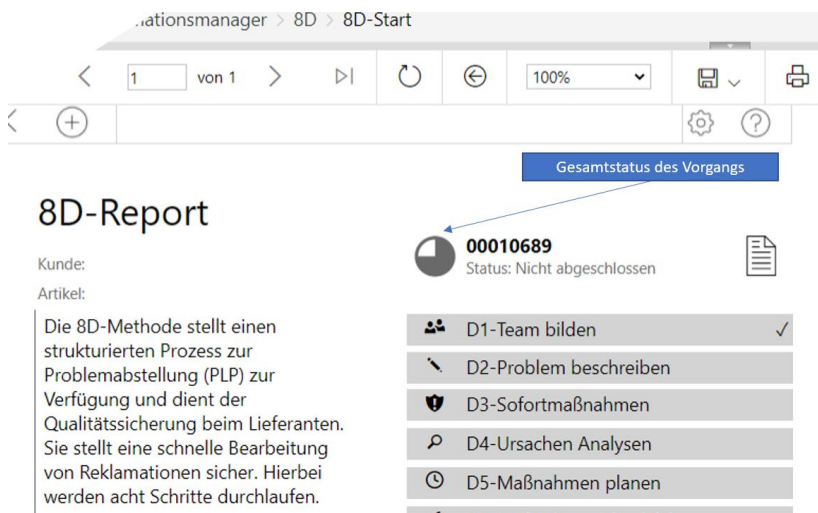 8D > 8D-Start
1 von 1 100%
Gesamtstatus des Vorgangs
8D-Report
00010689
Status: Nicht abgeschlossen
Kunde:
Artikel:
Die 8D-Methode stellt einen
strukturierten Prozess zur
Problemabstellung (PLP) zur
Verfügung und dient der
Qualitätssicherung beim Lieferanten.
Sie stellt eine schnelle Bearbeitung
von Reklamationen sicher. Hierbei
werden acht Schritte durchlaufen.
D1-Team bilden ✓
D2-Problem beschreiben
D3-Sofortmaßnahmen
D4-Ursachen Analysen
D5-Maßnahmen planen